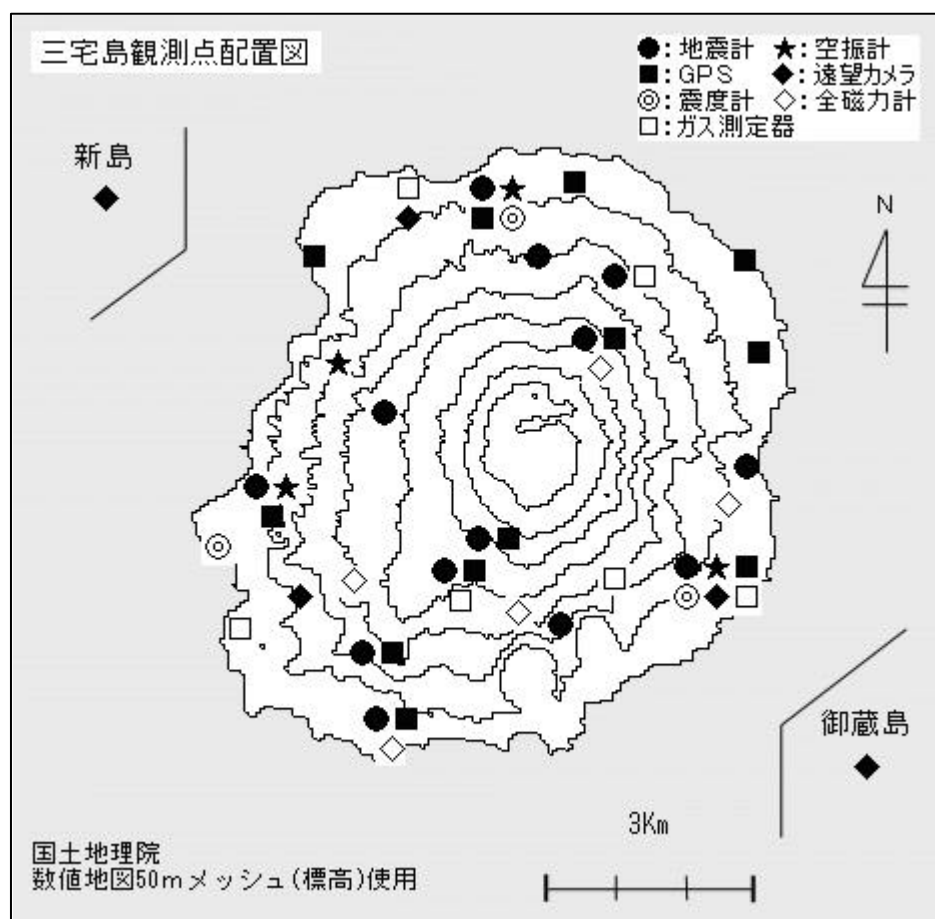 三宅島観測点配置図
●：地震計 ★：空振計
■：GPS ◆：遠望カメラ
◎：震度計 ◇：全磁力計
□：ガス測定器
新島
N
御蔵島
3Km
国土地理院
数値地図50mメッシュ(標高)使用